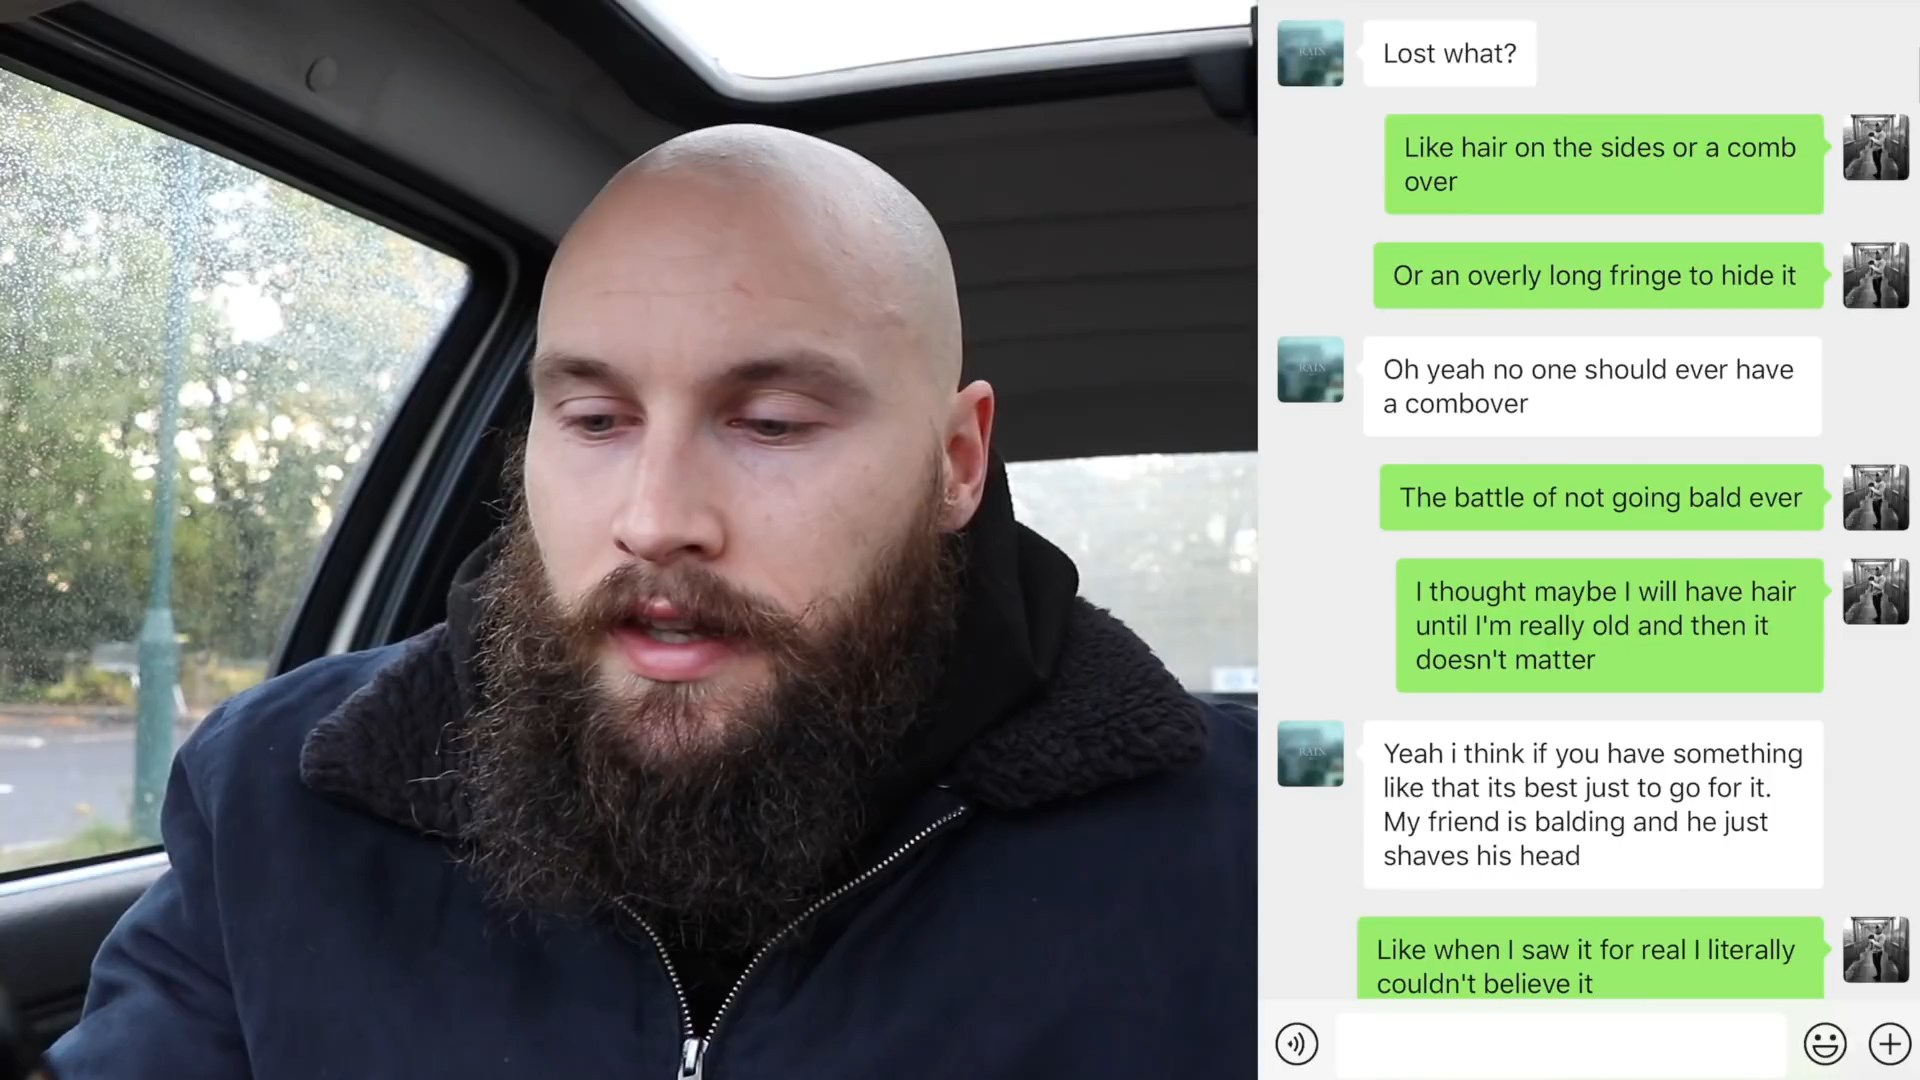 Lost what?
Like hair on the sides or a comb
over
Or an overly long fringe to hide it
Oh yeah no one should ever have
a combover
The battle of not going bald ever
I thought maybe I will have hair
until I'm really old and then it
doesn't matter
Yeah i think if you have something
like that its best just to go for it.
My friend is balding and he just
shaves his head
Like when I saw it for real I literally
couldn't believe it
RAIN
RAIN
RAIN